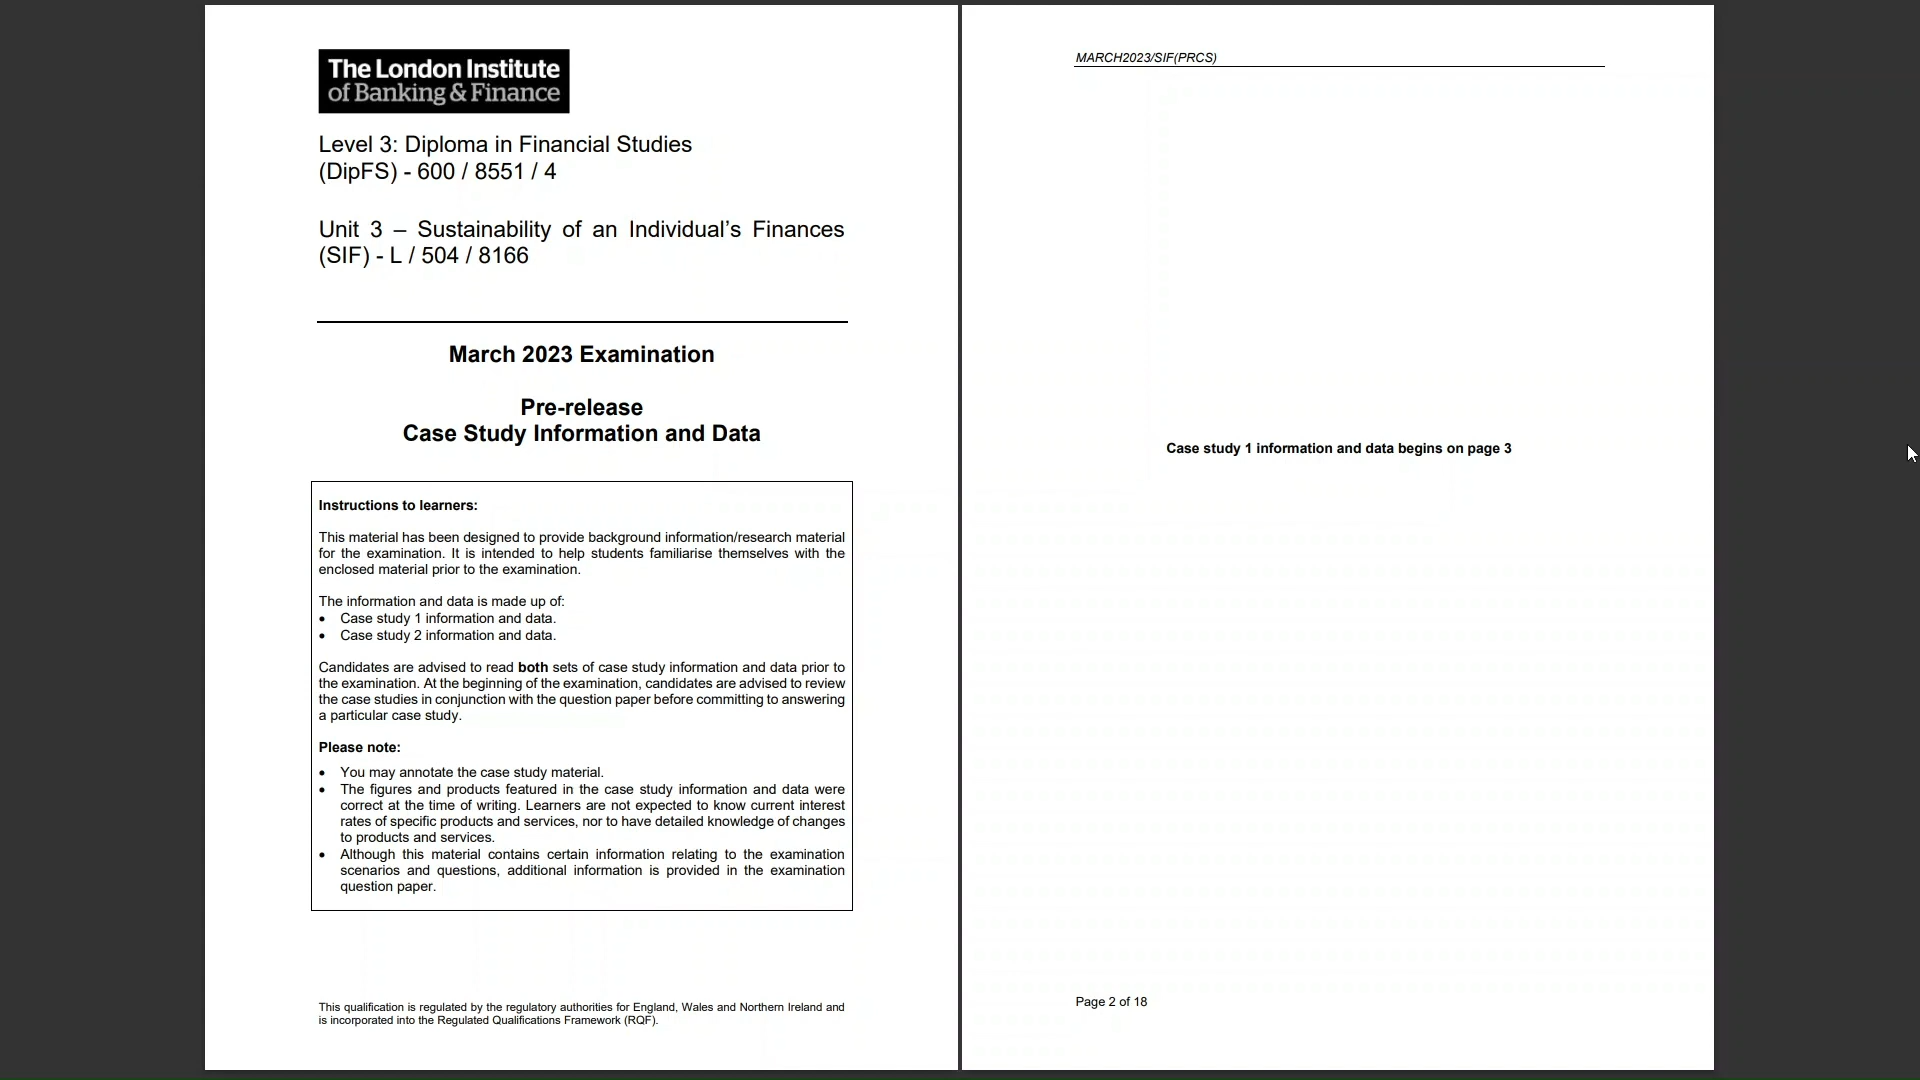 The London Institute
of Banking & Finance
Level 3: Diploma in Financial Studies
(DipFS) - 600 / 8551 / 4
Unit 3 – Sustainability of an Individual’s Finances
(SIF) - L / 504 / 8166
March 2023 Examination
Pre-release
Case Study Information and Data
Instructions to learners:
This material has been designed to provide background information/research material
for the examination. It is intended to help students familiarise themselves with the
enclosed material prior to the examination.
The information and data is made up of:
• Case study 1 information and data.
• Case study 2 information and data.
Candidates are advised to read both sets of case study information and data prior to
the examination. At the beginning of the examination, candidates are advised to review
the case studies in conjunction with the question paper before committing to answering
a particular case study.
Please note:
• You may annotate the case study material.
• The figures and products featured in the case study information and data were
correct at the time of writing. Learners are not expected to know current interest
rates of specific products and services, nor to have detailed knowledge of changes
to products and services.
• Although this material contains certain information relating to the examination
scenarios and questions, additional information is provided in the examination
question paper.
This qualification is regulated by the regulatory authorities for England, Wales and Northern Ireland and
is incorporated into the Regulated Qualifications Framework (RQF).
MARCH2023/SIF(PRCS)
Case study 1 information and data begins on page 3
Page 2 of 18